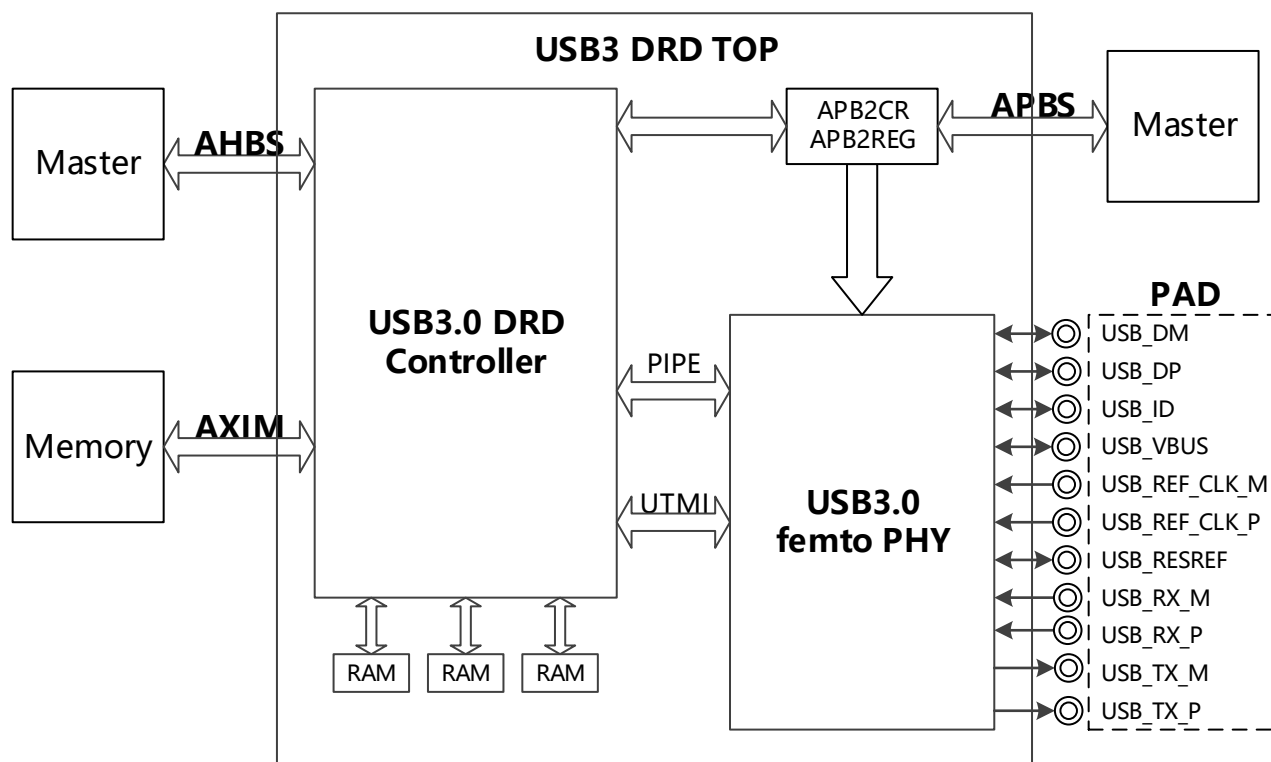 USB3 DRD TOP
Master
AHBS
APB2CR
APB2REG
APBS
Master
USB3.0 DRD
Controller
Memory
AXIM
PIPE
UTMI
USB3.0
femto PHY
RAM
RAM
RAM
PAD
USB_DM
USB_DP
USB_ID
USB_VBUS
USB_REF_CLK_M
USB_REF_CLK_P
USB_RESREF
USB_RX_M
USB_RX_P
USB_TX_M
USB_TX_P